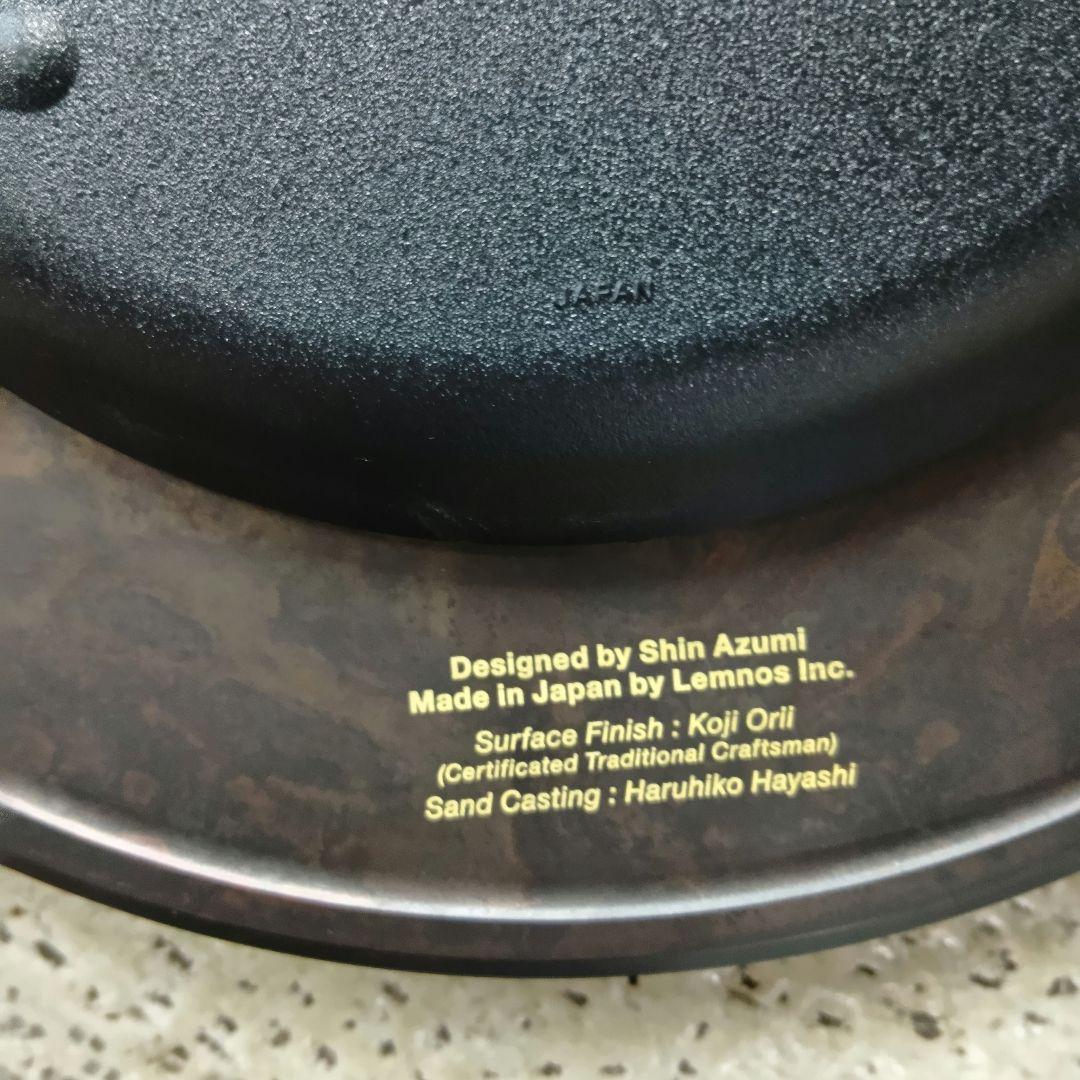 JAPAN
Designed by Shin Azumi
Made in Japan by Lemnos Inc.
Surface Finish : Koji Orii
(Certificated Traditional Craftsman)
Sand Casting : Haruhiko Hayashi